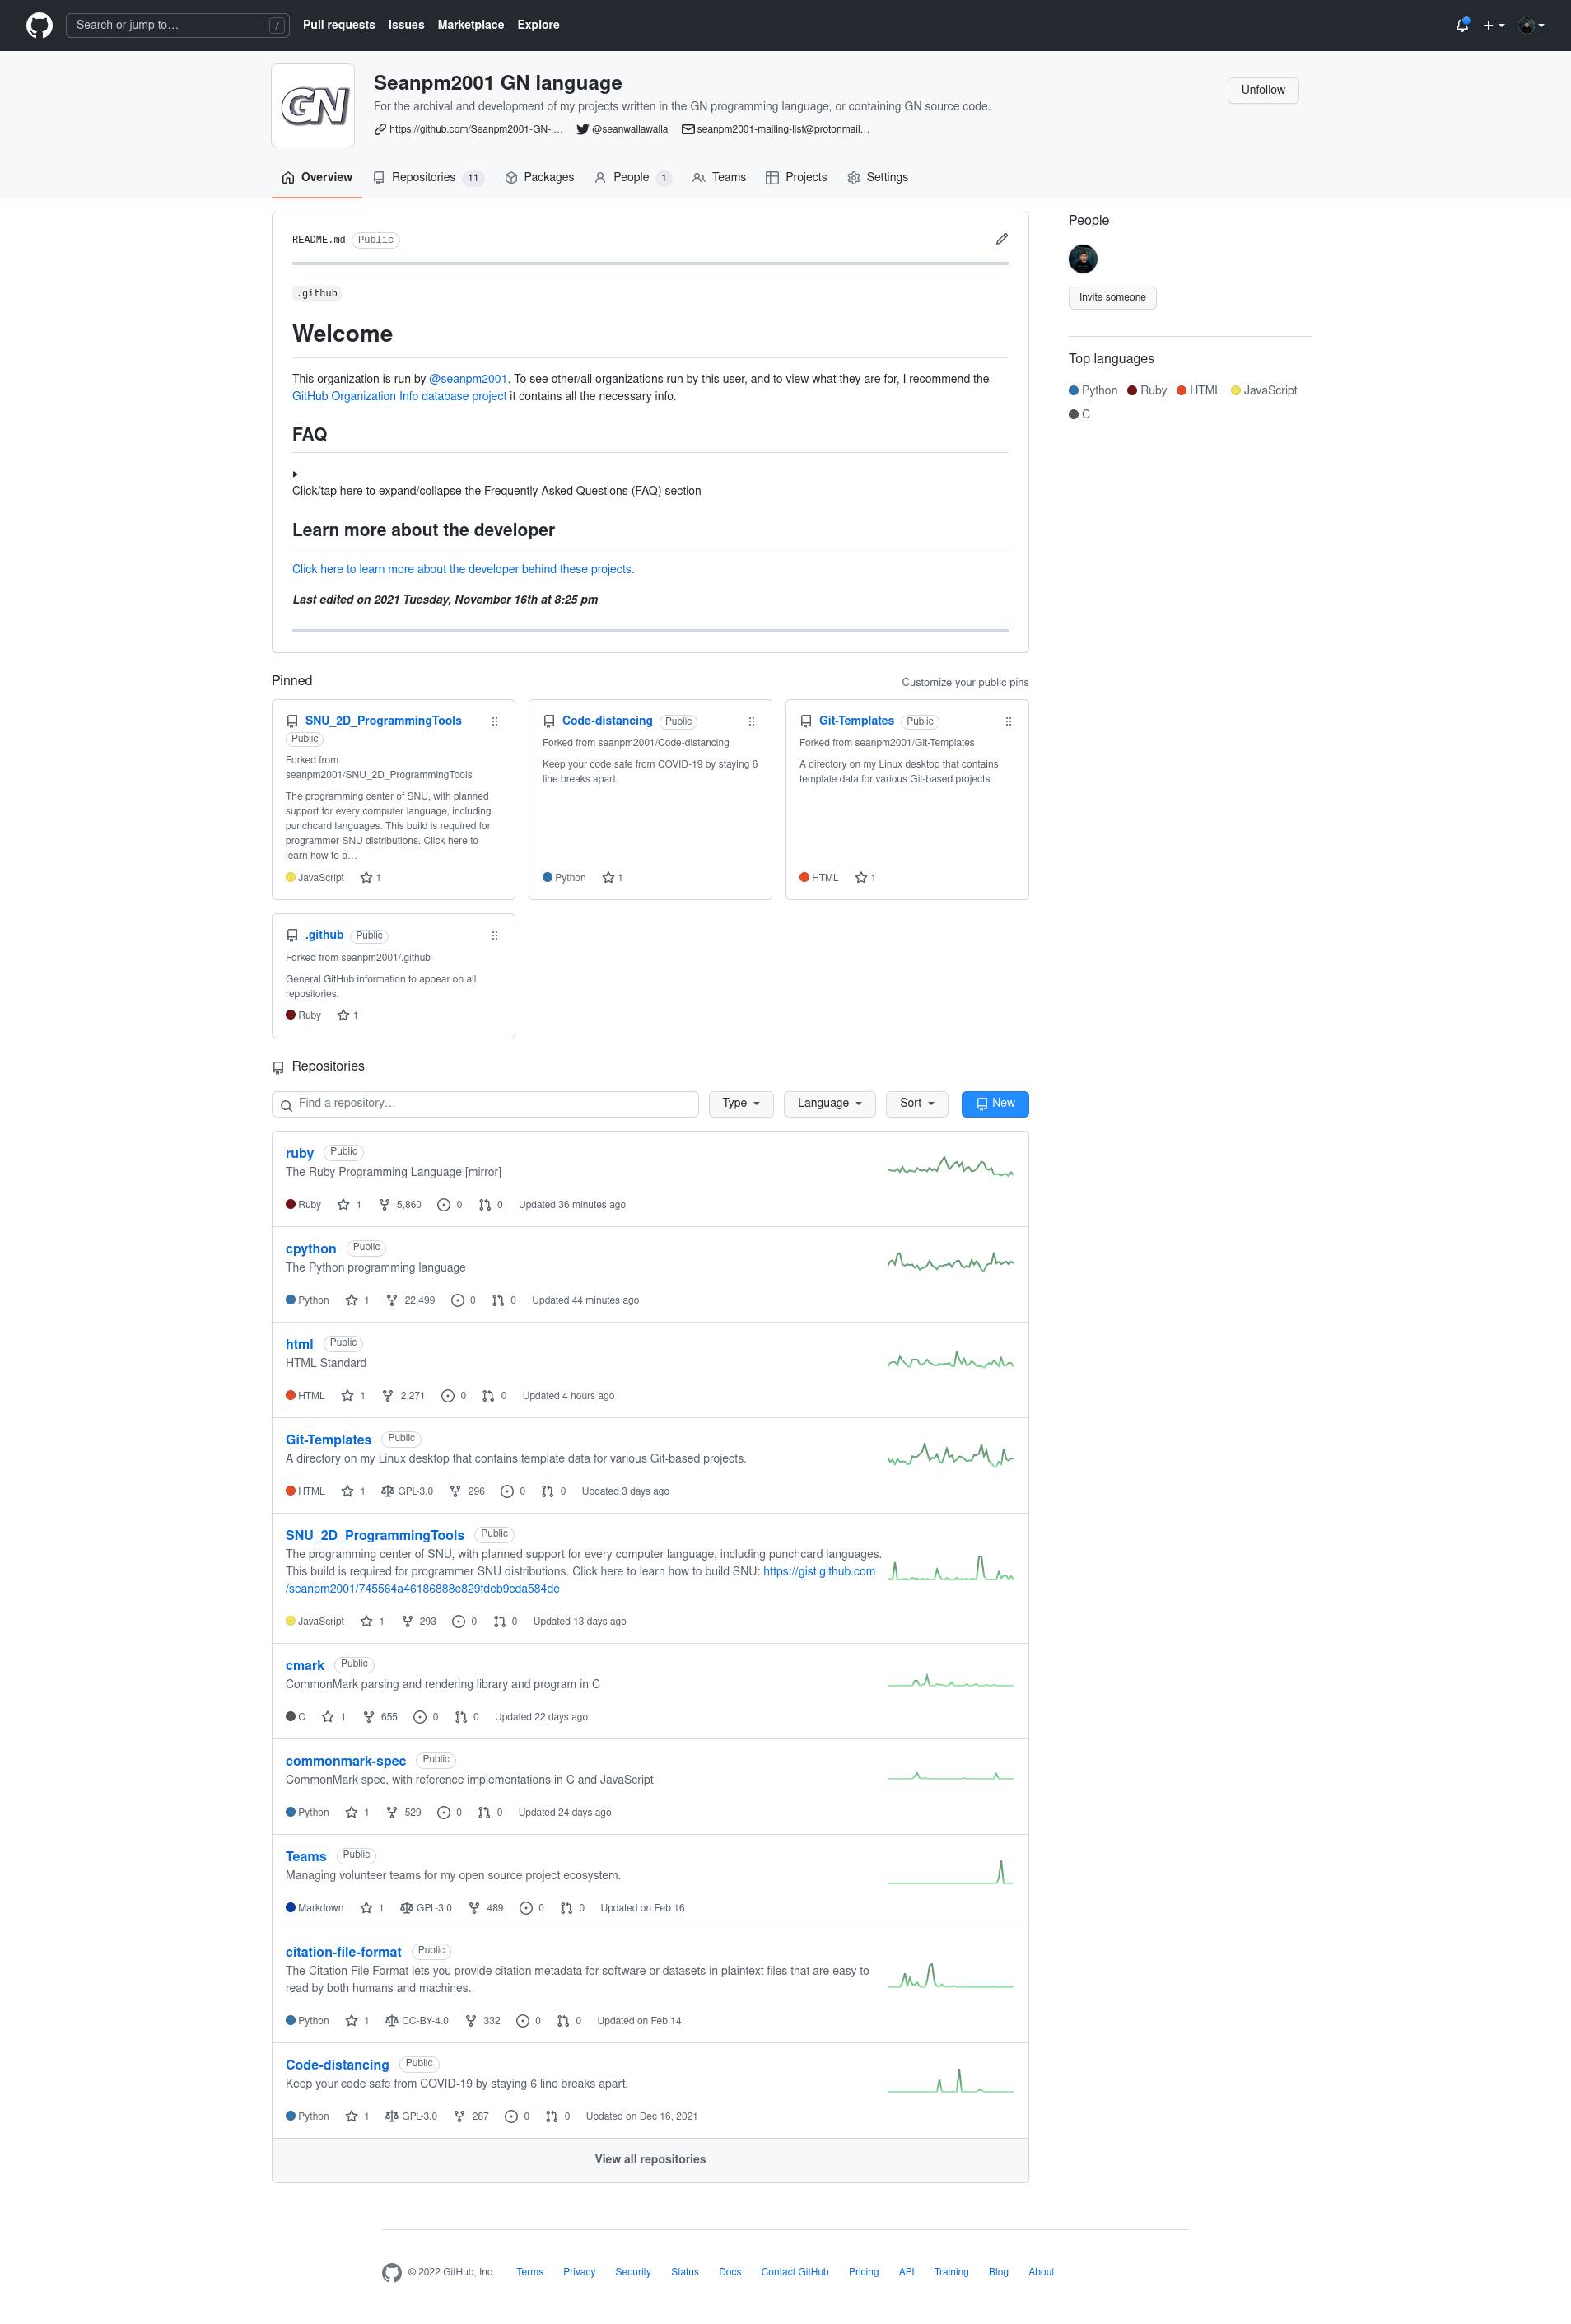 Search or jump to…
/
Pull requests Issues Marketplace Explore
GN
Seanpm2001 GN language
For the archival and development of my projects written in the GN programming language, or containing GN source code.
https://github.com/Seanpm2001-GN-l… @seanwallawalla seanpm2001-mailing-list@protonmail…
Unfollow
Overview Repositories 11 Packages People 1 Teams Projects Settings
README.md Public
.github
Welcome
This organization is run by @seanpm2001. To see other/all organizations run by this user, and to view what they are for, I recommend the
GitHub Organization Info database project it contains all the necessary info.
FAQ
Click/tap here to expand/collapse the Frequently Asked Questions (FAQ) section
Learn more about the developer
Click here to learn more about the developer behind these projects.
Last edited on 2021 Tuesday, November 16th at 8:25 pm
People
Invite someone
Top languages
Python Ruby HTML JavaScript
C
Pinned
Customize your public pins
SNU_2D_ProgrammingTools
Public
Forked from
seanpm2001/SNU_2D_ProgrammingTools
The programming center of SNU, with planned
support for every computer language, including
punchcard languages. This build is required for
programmer SNU distributions. Click here to
learn how to b…
JavaScript 1
Code-distancing Public
Forked from seanpm2001/Code-distancing
Keep your code safe from COVID-19 by staying 6
line breaks apart.
Python 1
Git-Templates Public
Forked from seanpm2001/Git-Templates
A directory on my Linux desktop that contains
template data for various Git-based projects.
HTML 1
.github Public
Forked from seanpm2001/.github
General GitHub information to appear on all
repositories.
Ruby 1
Repositories
Find a repository…
Type Language Sort New
ruby Public
The Ruby Programming Language [mirror]
Ruby 1 5,860 0 0 Updated 36 minutes ago
cpython Public
The Python programming language
Python 1 22,499 0 0 Updated 44 minutes ago
html Public
HTML Standard
HTML 1 2,271 0 0 Updated 4 hours ago
Git-Templates Public
A directory on my Linux desktop that contains template data for various Git-based projects.
HTML 1 GPL-3.0 296 0 0 Updated 3 days ago
SNU_2D_ProgrammingTools Public
The programming center of SNU, with planned support for every computer language, including punchcard languages.
This build is required for programmer SNU distributions. Click here to learn how to build SNU: https://gist.github.com
/seanpm2001/745564a46186888e829fdeb9cda584de
JavaScript 1 293 0 0 Updated 13 days ago
cmark Public
CommonMark parsing and rendering library and program in C
C 1 655 0 0 Updated 22 days ago
commonmark-spec Public
CommonMark spec, with reference implementations in C and JavaScript
Python 1 529 0 0 Updated 24 days ago
Teams Public
Managing volunteer teams for my open source project ecosystem.
Markdown 1 GPL-3.0 489 0 0 Updated on Feb 16
citation-file-format Public
The Citation File Format lets you provide citation metadata for software or datasets in plaintext files that are easy to
read by both humans and machines.
Python 1 CC-BY-4.0 332 0 0 Updated on Feb 14
Code-distancing Public
Keep your code safe from COVID-19 by staying 6 line breaks apart.
Python 1 GPL-3.0 287 0 0 Updated on Dec 16, 2021
View all repositories
© 2022 GitHub, Inc. Terms Privacy Security Status Docs Contact GitHub Pricing API Training Blog About